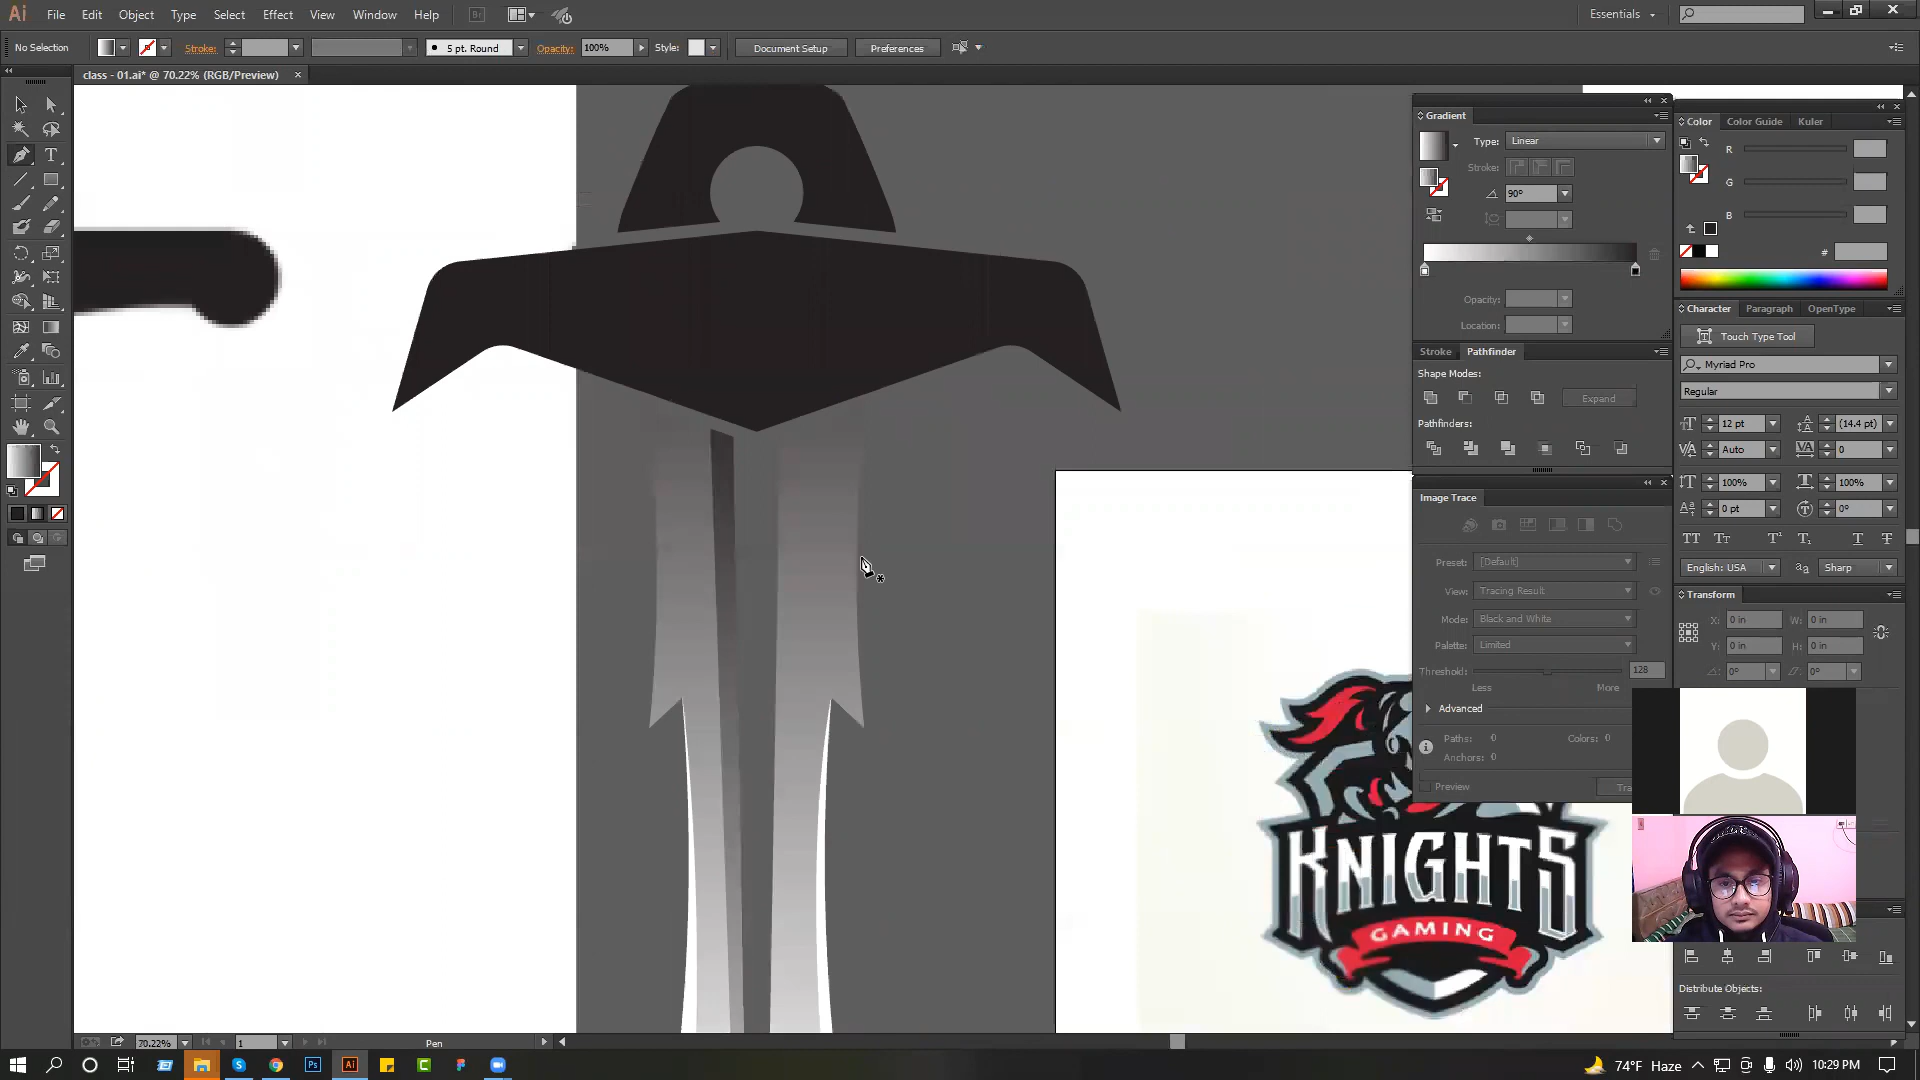 Ai File Edit Object Type Select Effect View Window Help Br Essentials
No Selection Stroke: 5 pt. Round Opacity: 100% Style: Document Setup Preferences
class - 01.ai* @ 70.22% (RGB/Preview)
Gradient
Type: Linear
Stroke:
90°
Opacity:
Location:
Stroke Pathfinder
Shape Modes:
Expand
Pathfinders:
Image Trace
Preset: [Default]
View: Tracing Result
Mode: Black and White
Palette: Limited
Threshold: 128
Less More
Advanced
Paths: 0 Colors: 0
Anchors: 0
Preview Tra
Color Color Guide Kuler
R
G
B
#
Character Paragraph OpenType
Touch Type Tool
Myriad Pro
Regular
12 pt (14.4 pt)
Auto 0
100% 100%
0 pt 0°
English: USA Sharp
Transform
X: 0 in W: 0 in
Y: 0 in H: 0 in
0° 0°
Distribute Objects:
KNIGHTS
GAMING
70.22% 1 Pen
Ps Ai 74°F Haze 10:29 PM